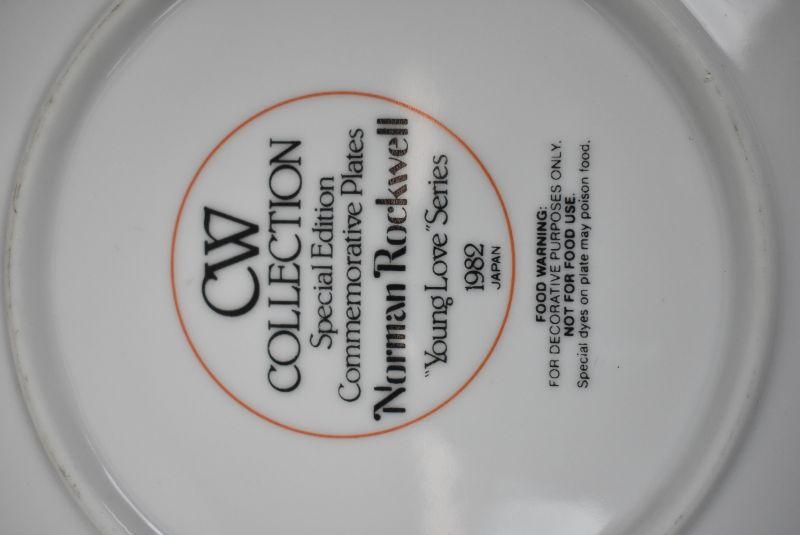 CW
COLLECTION
Special Edition
Commemorative Plates
Norman Rockwell
"Young Love" Series
1982
JAPAN
FOOD WARNING:
FOR DECORATIVE PURPOSES ONLY.
NOT FOR FOOD USE.
Special dyes on plate may poison food.